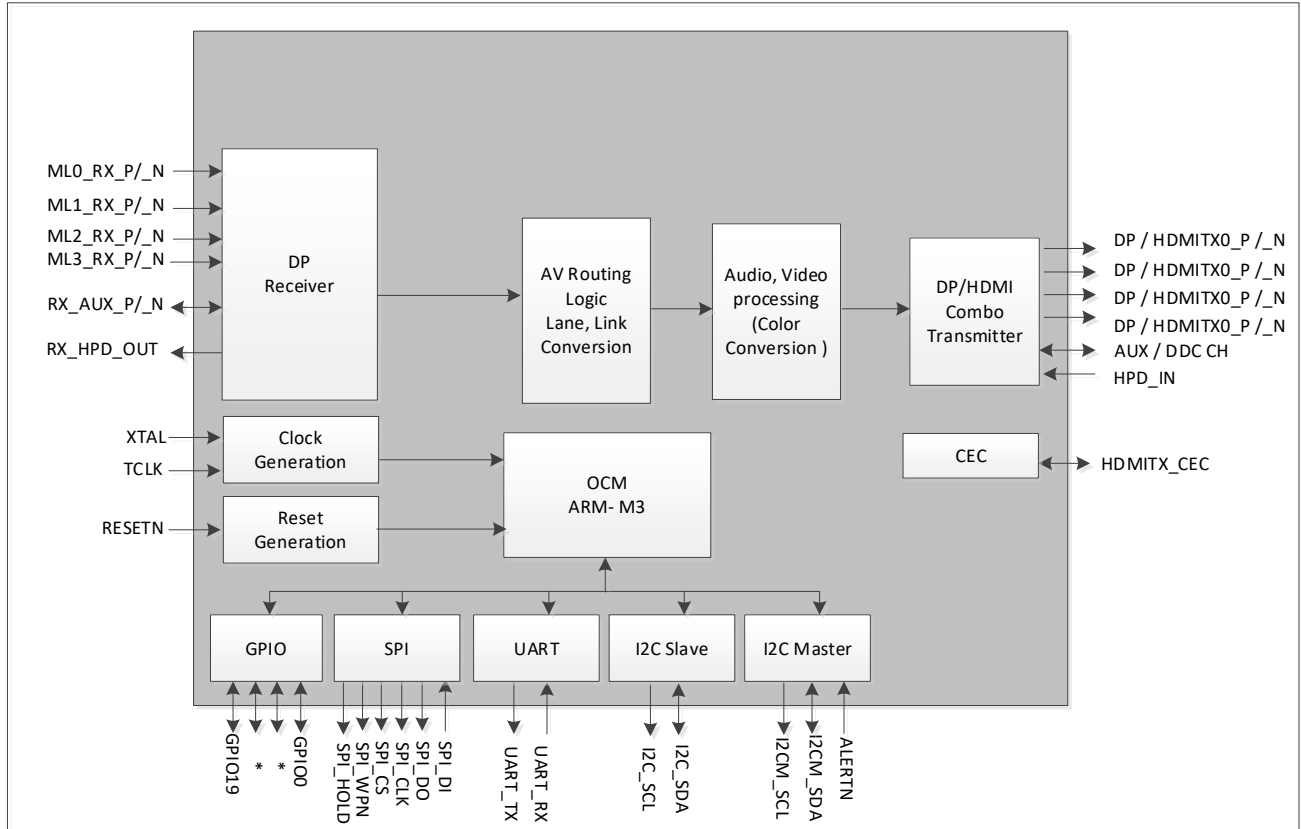 ML0_RX_P/_N
ML1_RX_P/_N
ML2_RX_P/_N
ML3_RX_P/_N
RX_AUX_P/_N
RX_HPD_OUT
DP
Receiver
AV Routing
Logic
Lane, Link
Conversion
Audio, Video
processing
(Color
Conversion )
DP/HDMI
Combo
Transmitter
DP / HDMITX0_P /_N
DP / HDMITX0_P /_N
DP / HDMITX0_P /_N
DP / HDMITX0_P /_N
AUX / DDC CH
HPD_IN
XTAL
TCLK
Clock
Generation
RESETN
Reset
Generation
OCM
ARM- M3
CEC
HDMITX_CEC
GPIO
SPI
UART
I2C Slave
I2C Master
GPIO19
*
*
GPIO0
SPI_HOLD
SPI_WPN
SPI_CS
SPI_CLK
SPI_DO
SPI_DI
UART_TX
UART_RX
I2C_SCL
I2C_SDA
I2CM_SCL
I2CM_SDA
ALERTN